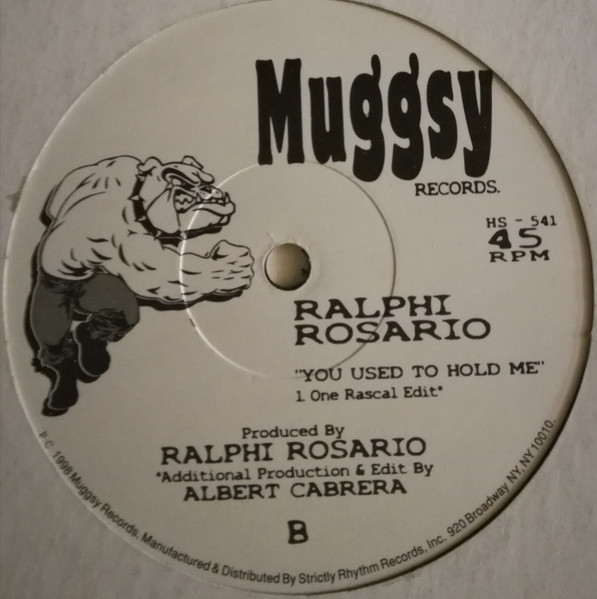 Muggsy
RECORDS.
HS - 541
45
RPM
RALPHI
ROSARIO
"YOU USED TO HOLD ME"
1. One Rascal Edit*
Produced By
RALPHI ROSARIO
*Additional Production & Edit By
ALBERT CABRERA
B
P. C. 1998 Muggsy Records. Manufactured & Distributed By Strictly Rhythm Records, Inc. 920 Broadway NY, NY 10010.